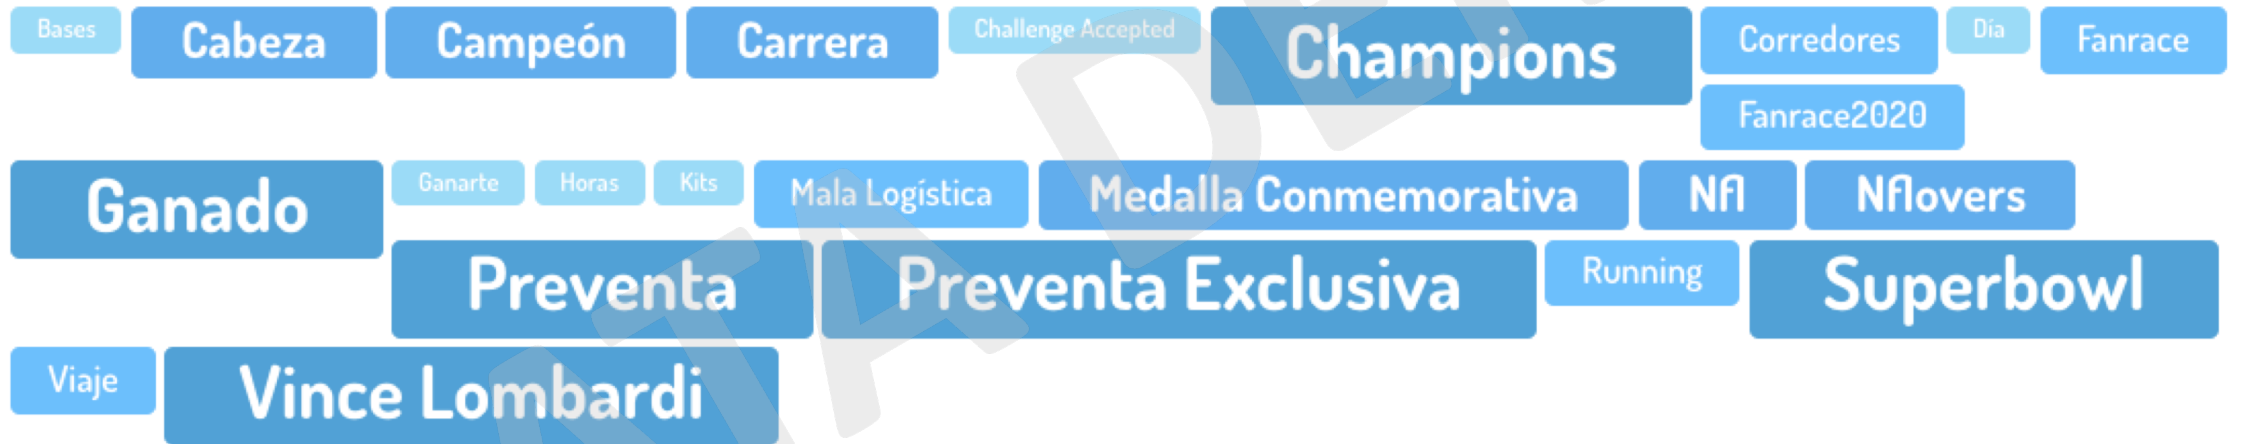 Bases Cabeza Campeón Carrera Challenge Accepted Champions Corredores Día Fanrace
Fanrace2020
Ganado Ganarte Horas Kits Mala Logística Medalla Conmemorativa Nfl Nflovers
Preventa Preventa Exclusiva Running Superbowl
Viaje Vince Lombardi